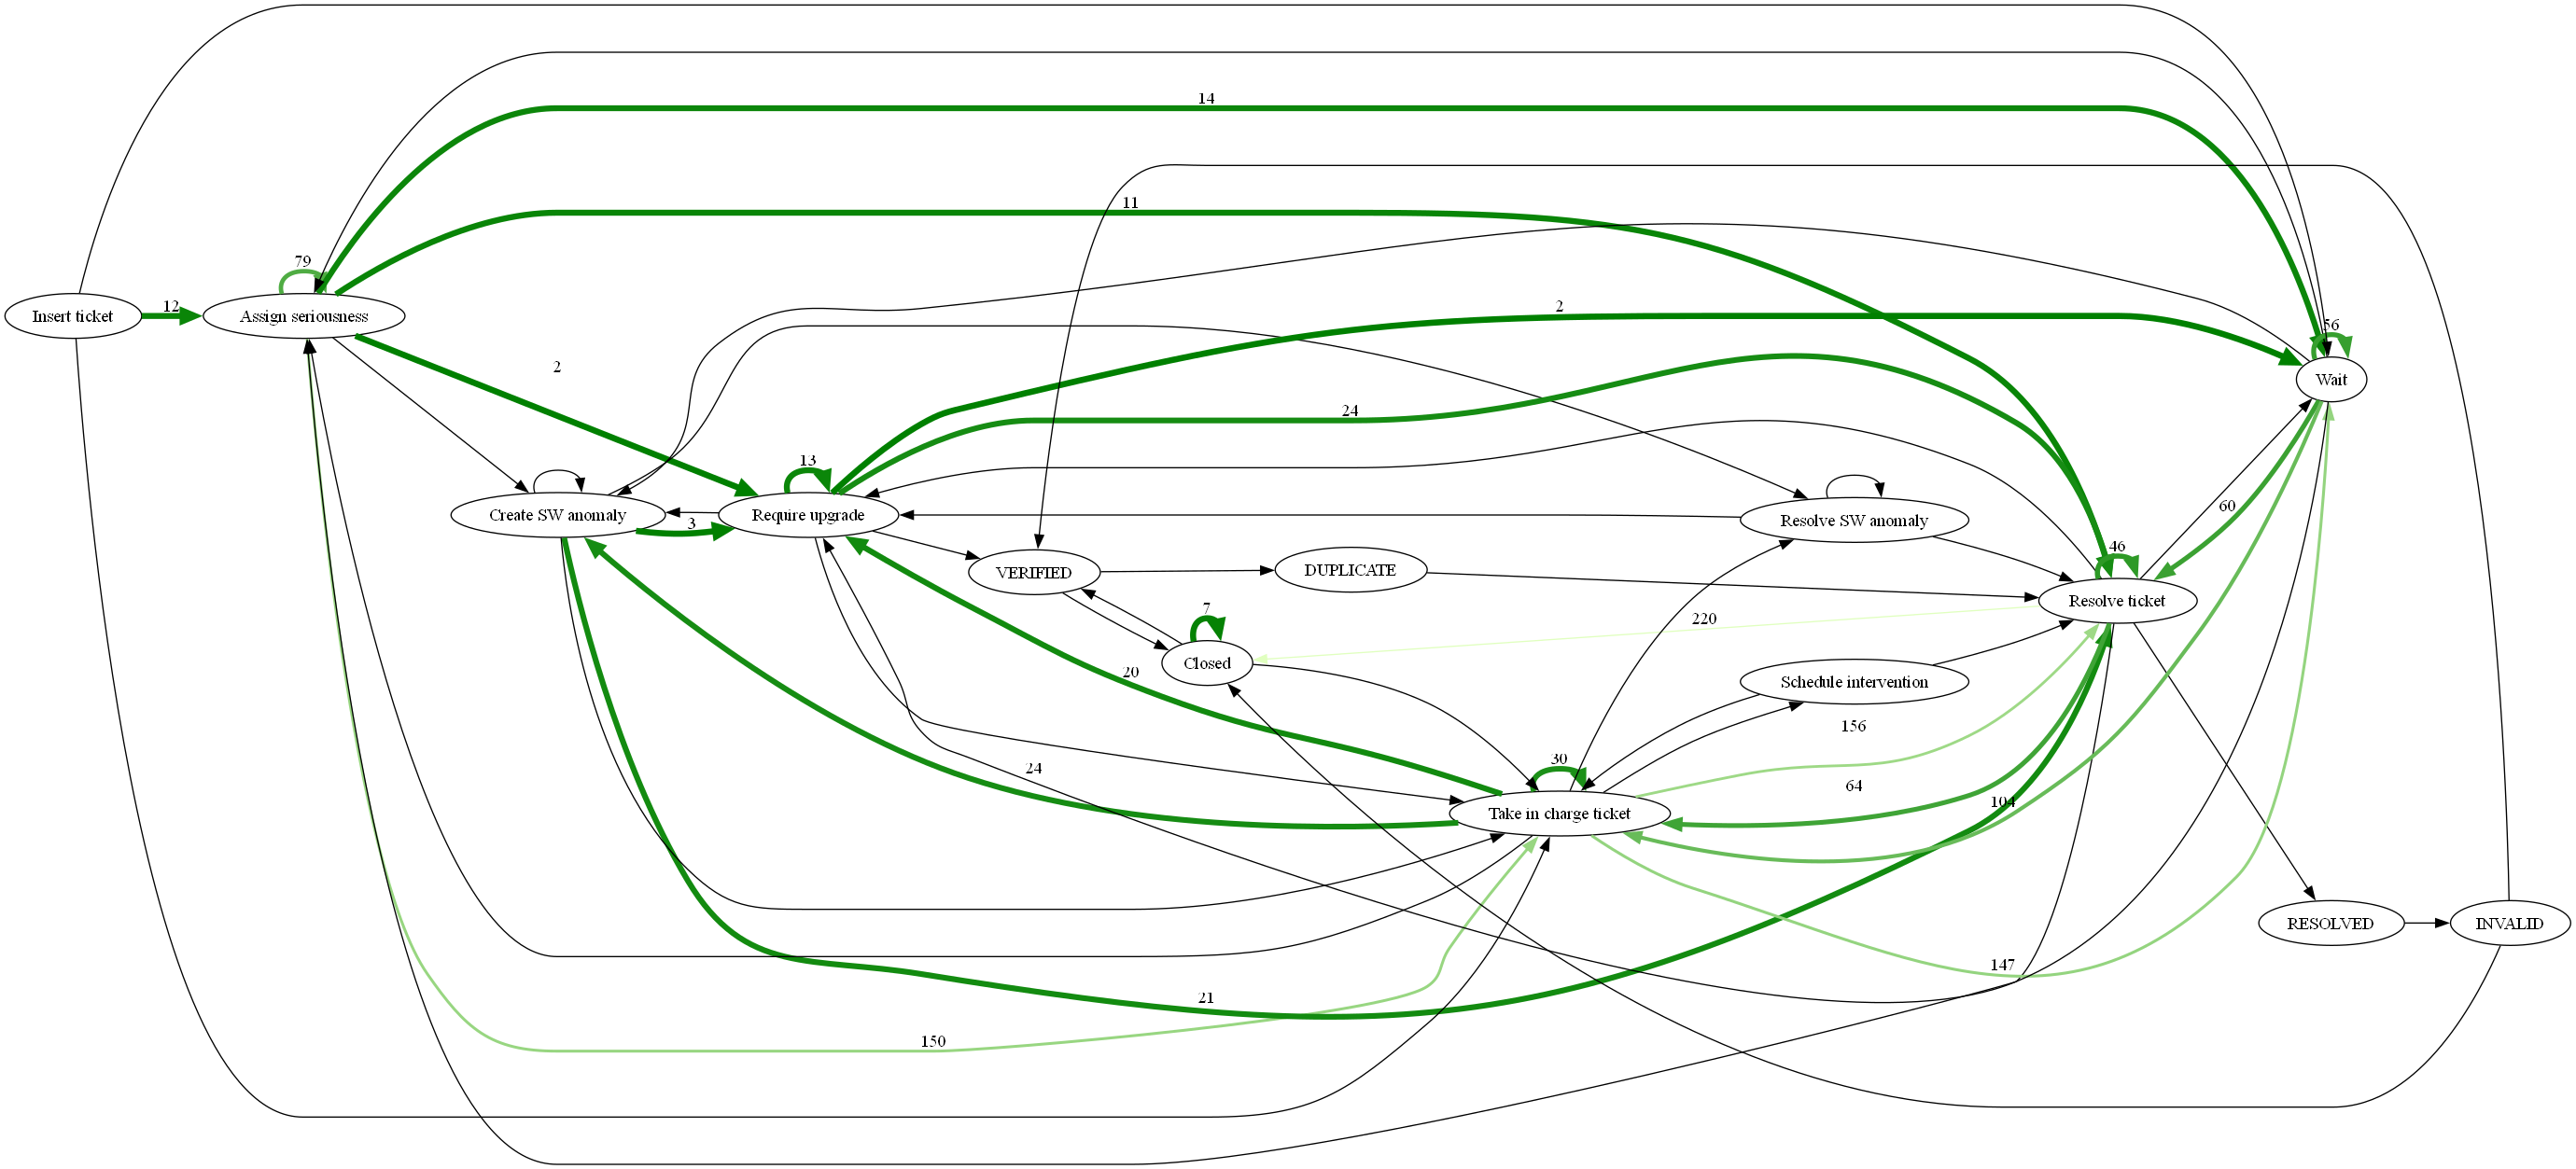 14
11
79
12
Insert ticket
Assign seriousness
2
56
Wait
2
24
13
3
Create SW anomaly
Require upgrade
Resolve SW anomaly
60
46
VERIFIED
DUPLICATE
Resolve ticket
7
220
Closed
20
Schedule intervention
156
24
30
64
104
Take in charge ticket
RESOLVED
INVALID
147
21
150